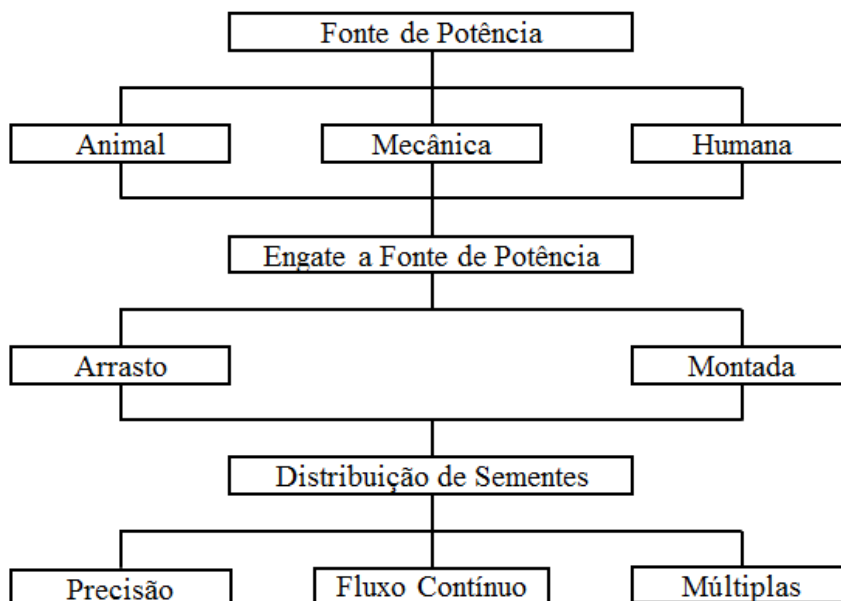 Fonte de Potência
Animal
Mecânica
Humana
Engate a Fonte de Potência
Arrasto
Montada
Distribuição de Sementes
Precisão
Fluxo Contínuo
Múltiplas